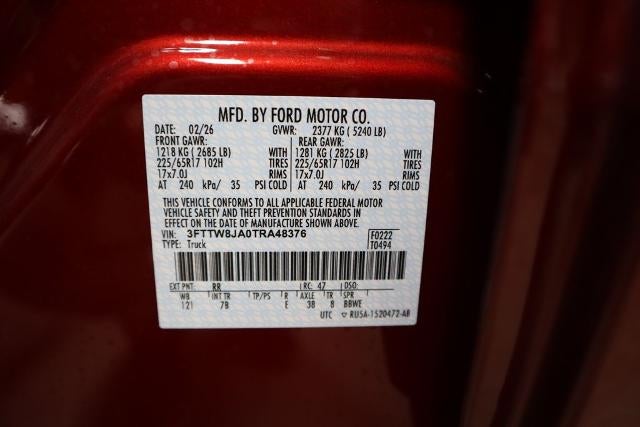 MFD. BY FORD MOTOR CO.
DATE: 02/26 GVWR: 2377 KG ( 5240 LB)
FRONT GAWR: REAR GAWR:
1218 KG ( 2685 LB) WITH 1281 KG ( 2825 LB) WITH
225/65R17 102H TIRES 225/65R17 102H TIRES
17x7.0J RIMS 17x7.0J RIMS
AT 240 kPa/ 35 PSI COLD AT 240 kPa/ 35 PSI COLD
THIS VEHICLE CONFORMS TO ALL APPLICABLE FEDERAL MOTOR
VEHICLE SAFETY AND THEFT PREVENTION STANDARDS IN
EFFECT ON THE DATE OF MANUFACTURE SHOWN ABOVE.
VIN: 3FTTW8JA0TRA48376 F0222
TYPE: Truck T0494
EXT PNT: RR RC: 47 DSO:
WB INT TR TP/PS R AXLE TR SPR
121 7B E 38 8 BBWE
UTC ▽ RU5A-1520472-AB